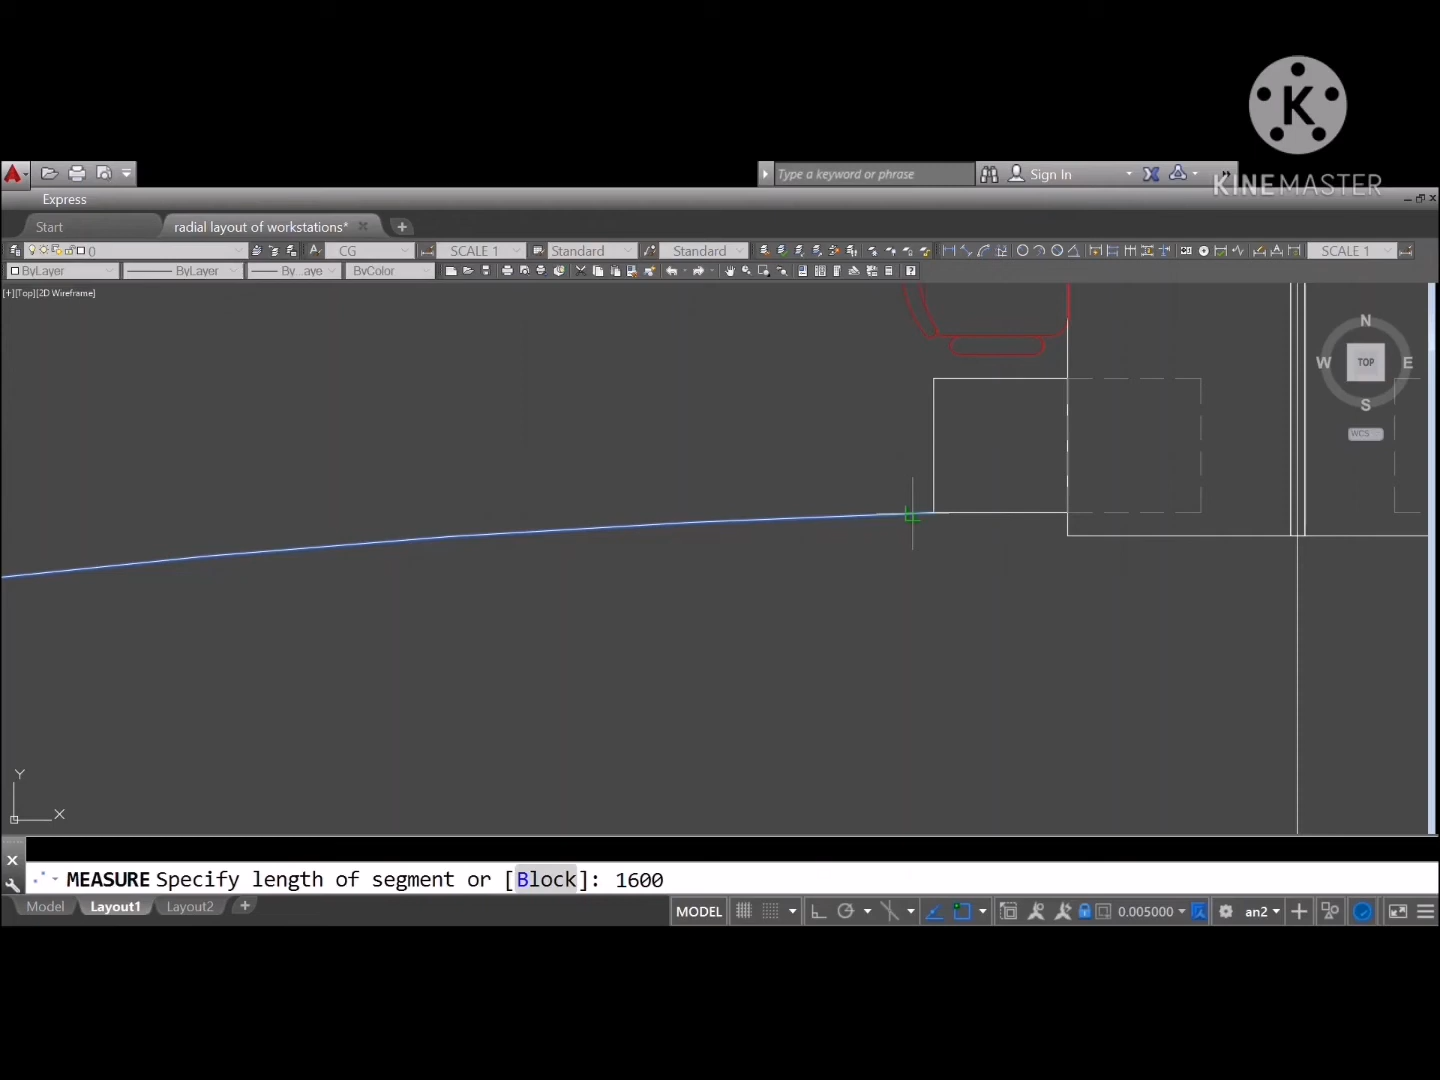 K
KINEMASTER
Type a keyword or phrase
Sign In
Express
Start
radial layout of workstations*
CG
SCALE 1
Standard
Standard
SCALE 1
ByLayer
ByLayer
By...aye
ByColor
[+][Top][2D Wireframe]
N
W
TOP
E
S
WCS
Y
X
MEASURE Specify length of segment or [Block]: 1600
Model
Layout1
Layout2
MODEL
0.005000
an2